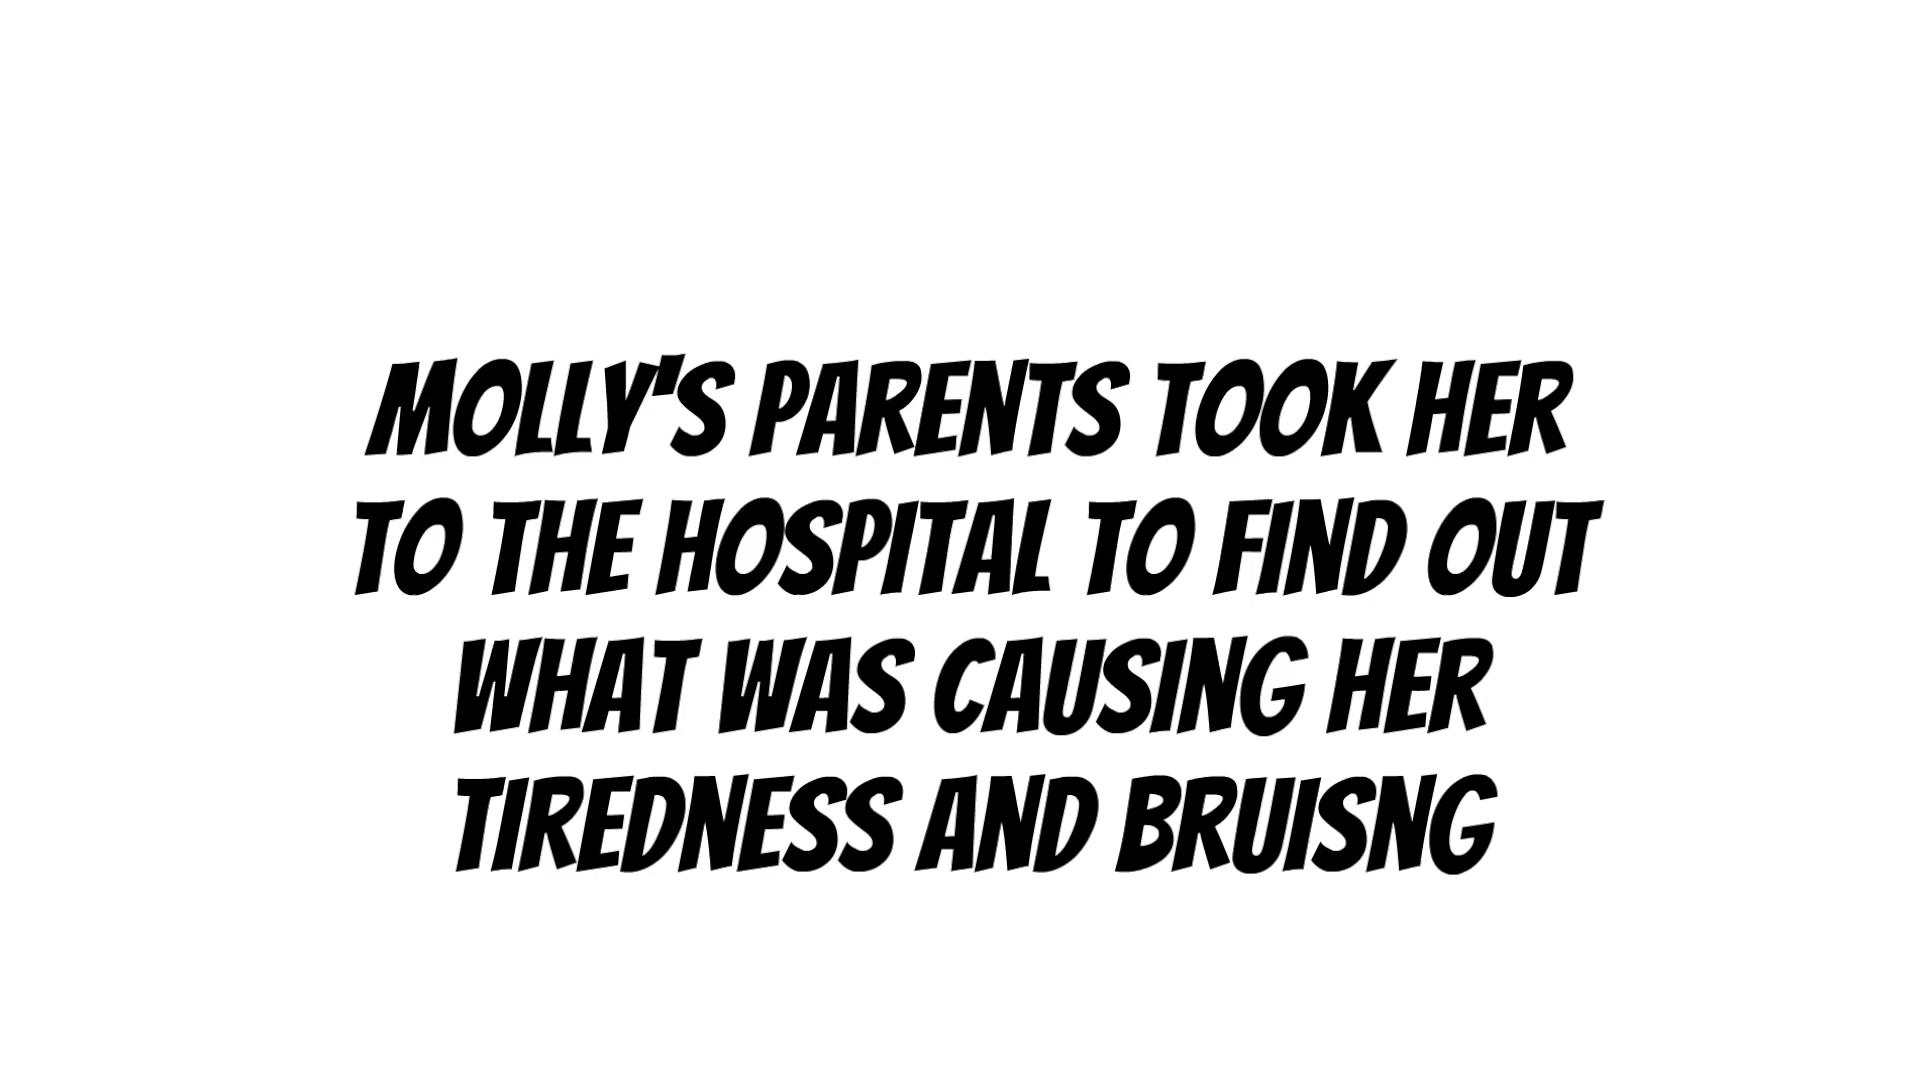 MOLLY'S PARENTS TOOK HER
TO THE HOSPITAL TO FIND OUT
WHAT WAS CAUSING HER
TIREDNESS AND BRUISNG